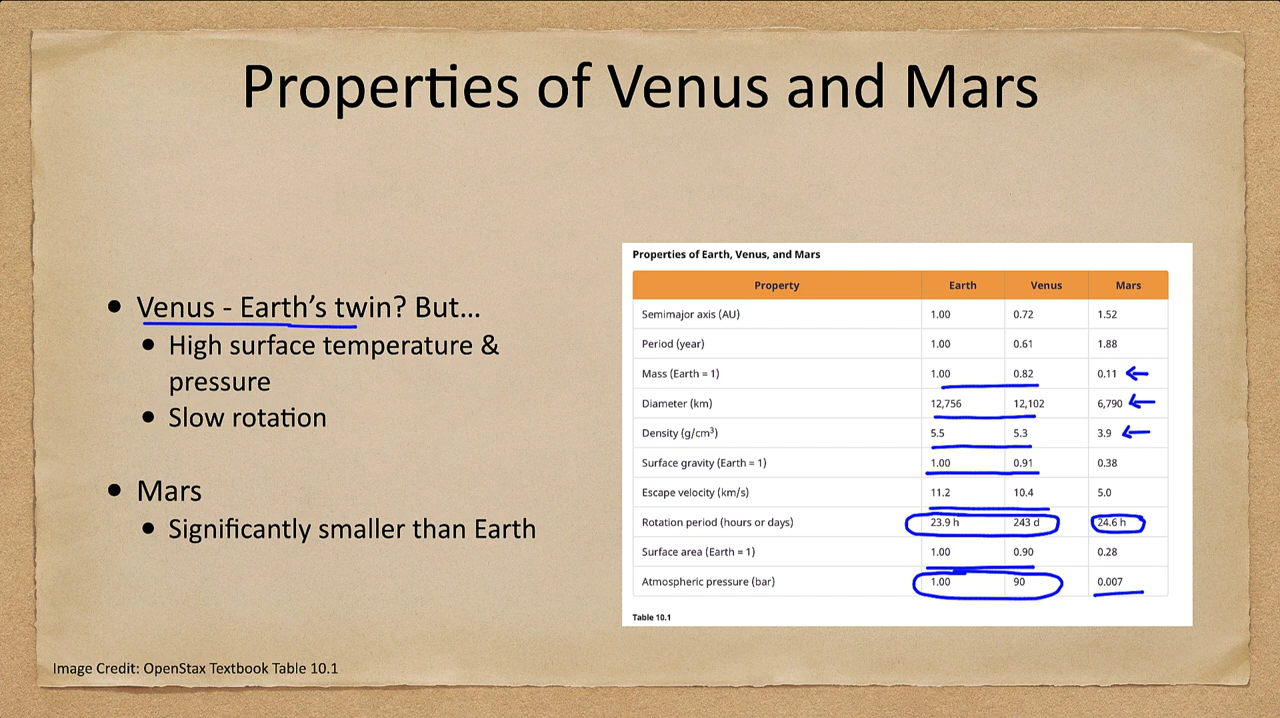 Properties of Venus and Mars
• Venus - Earth's twin? But...
• High surface temperature &
pressure
• Slow rotation
• Mars
• Significantly smaller than Earth
Properties of Earth, Venus, and Mars
Property Earth Venus Mars
Semimajor axis (AU) 1.00 0.72 1.52
Period (year) 1.00 0.61 1.88
Mass (Earth = 1) 1.00 0.82 0.11
Diameter (km) 12,756 12,102 6,790
Density (g/cm³) 5.5 5.3 3.9
Surface gravity (Earth = 1) 1.00 0.91 0.38
Escape velocity (km/s) 11.2 10.4 5.0
Rotation period (hours or days) 23.9 h 243 d 24.6 h
Surface area (Earth = 1) 1.00 0.90 0.28
Atmospheric pressure (bar) 1.00 90 0.007
Table 10.1
Image Credit: OpenStax Textbook Table 10.1